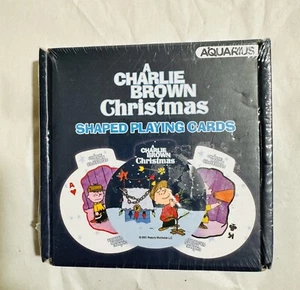 AQUARIUS
A
CHARLIE
BROWN
Christmas
SHAPED PLAYING CARDS
A
CHARLIE
BROWN
Christmas
A
K